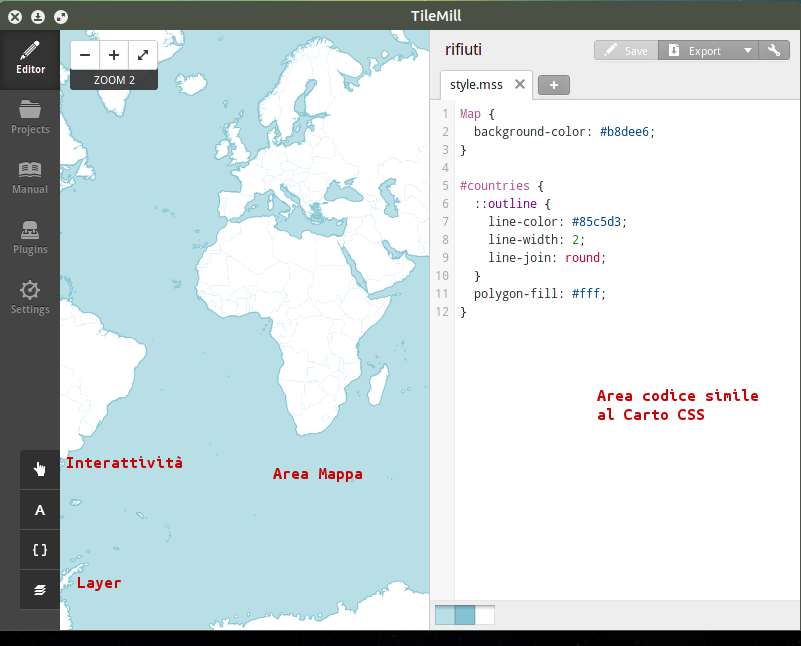 TileMill
Editor
Projects
Manual
Plugins
Settings
− + 
ZOOM 2
rifiuti
Save
Export
style.mss
+
1 Map {
2 background-color: #b8dee6;
3 }
4
5 #countries {
6 ::outline {
7 line-color: #85c5d3;
8 line-width: 2;
9 line-join: round;
10 }
11 polygon-fill: #fff;
12 }
Area codice simile
al Carto CSS
Interattività
Area Mappa
A
{}
Layer